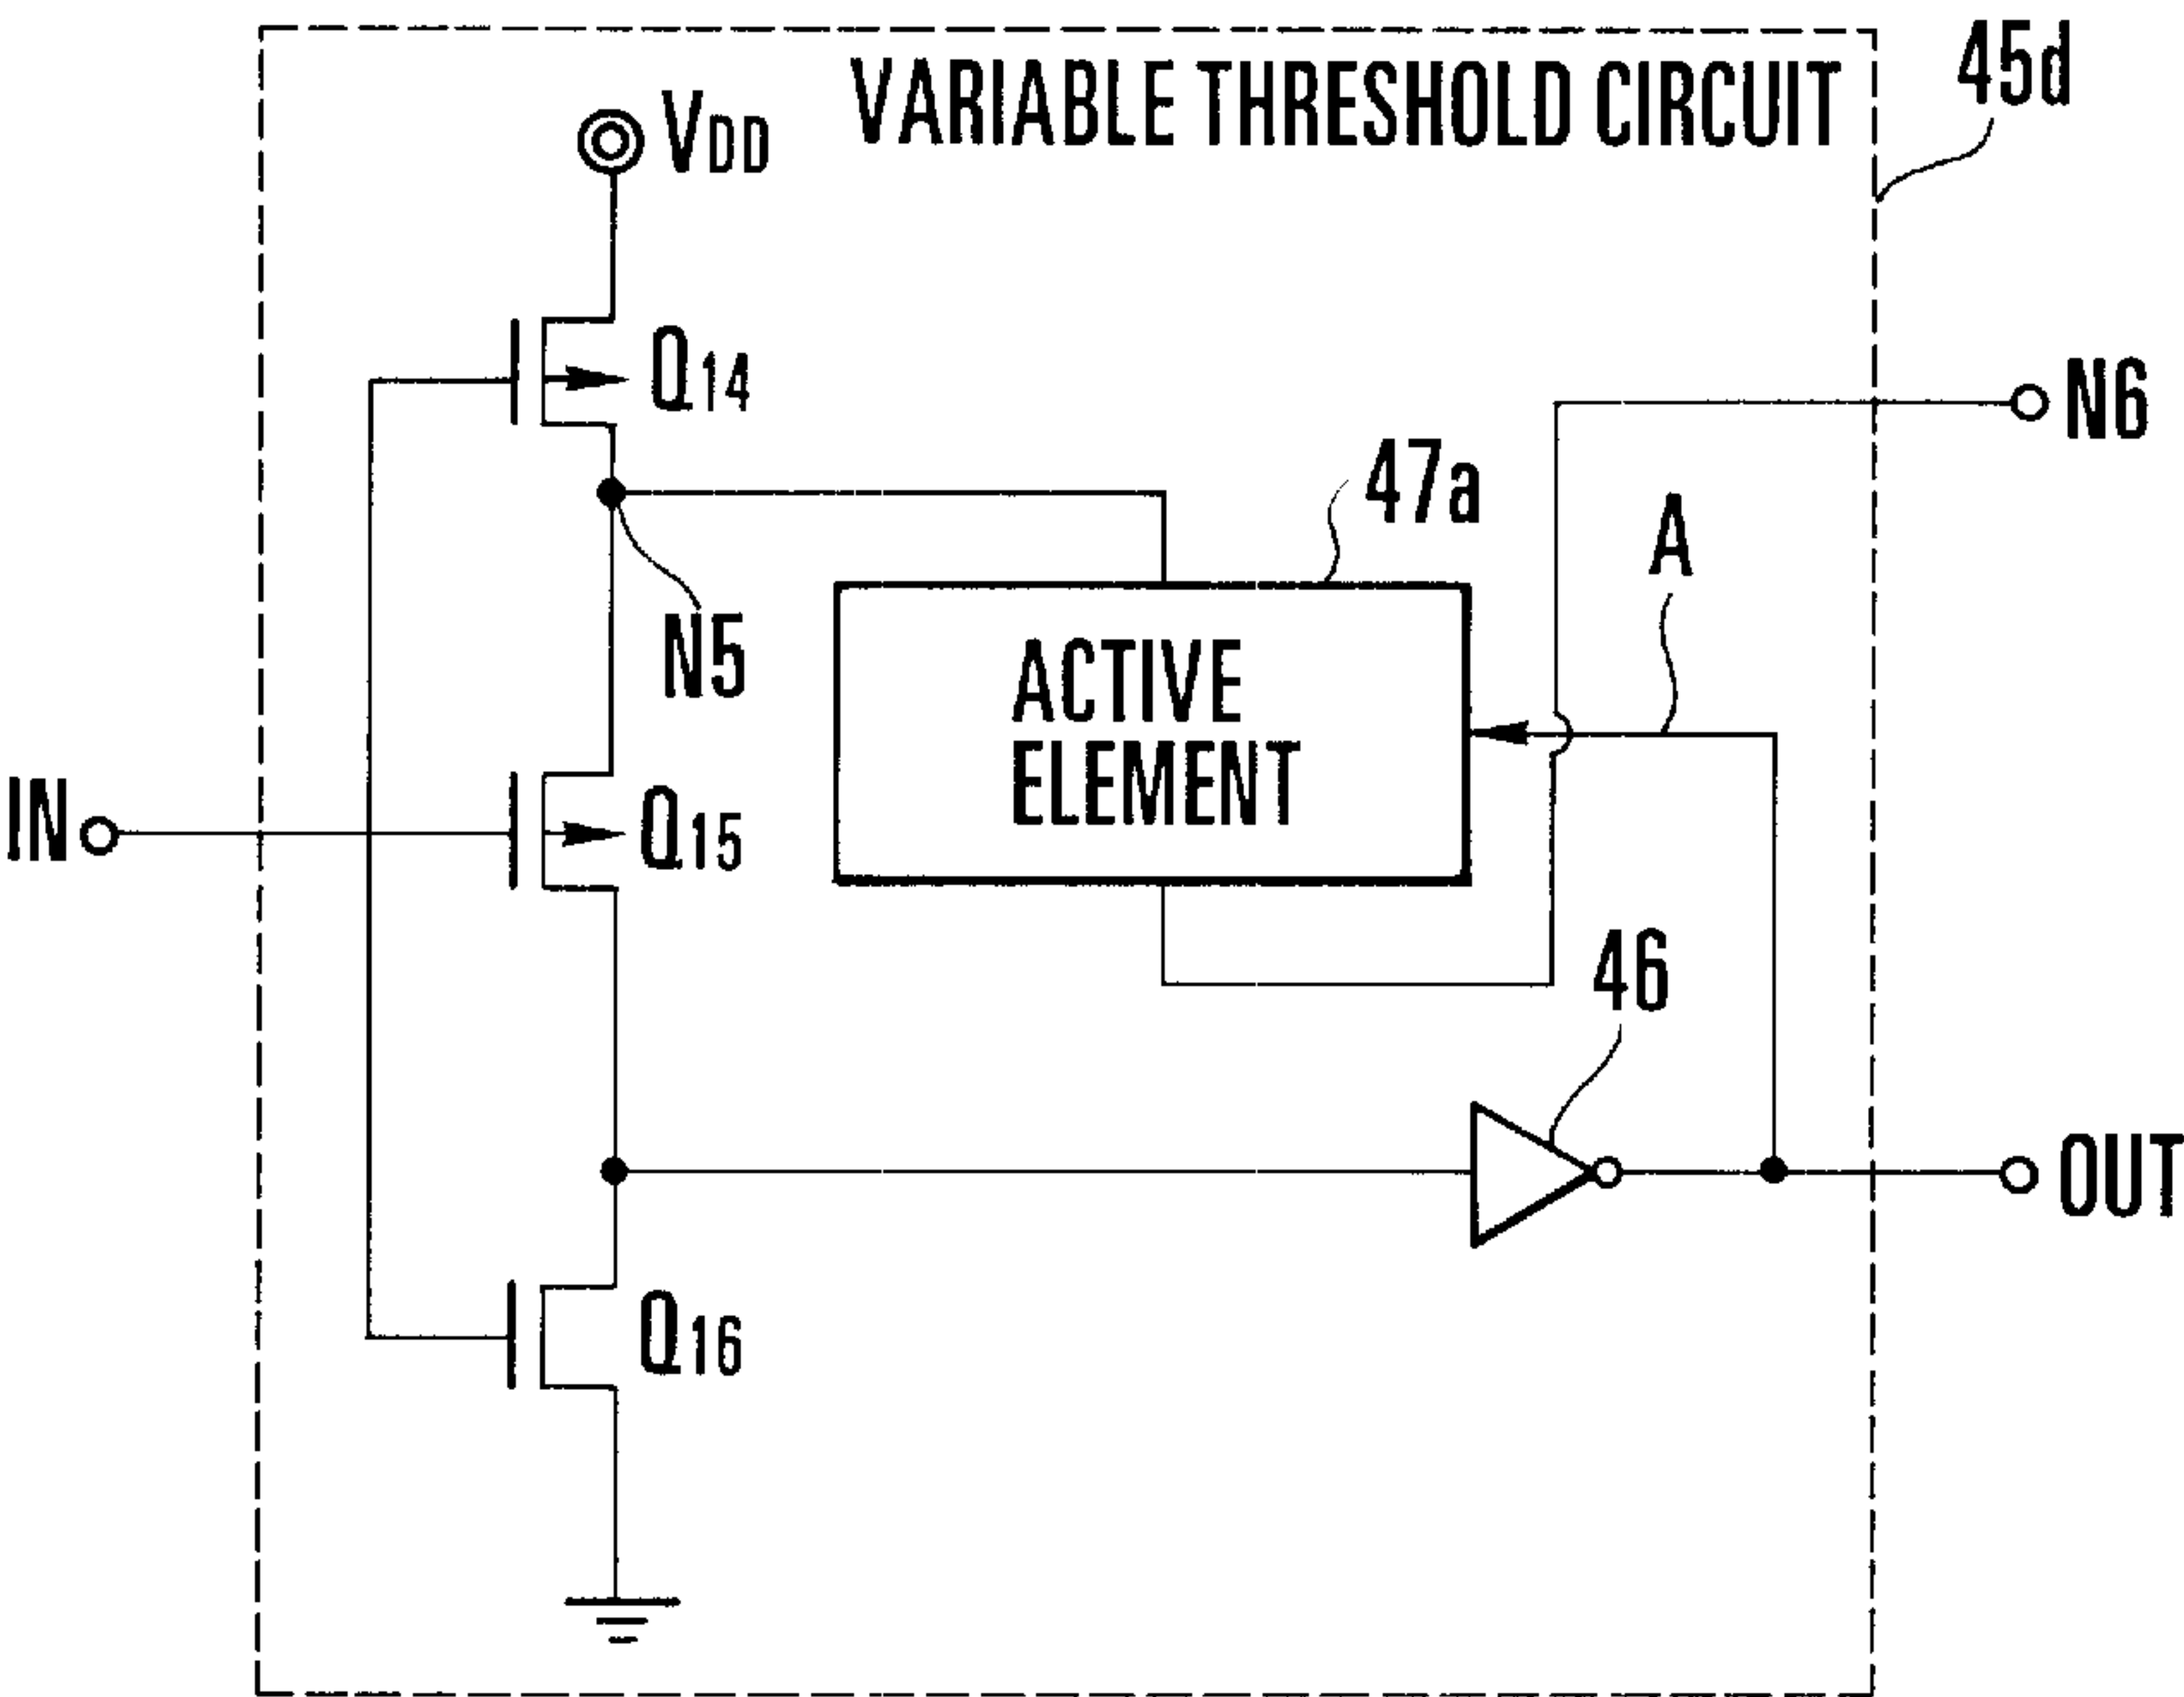 VARIABLE THRESHOLD CIRCUIT
45d
VDD
Q14
N6
47a
A
N5
ACTIVE
ELEMENT
IN
Q15
46
OUT
Q16